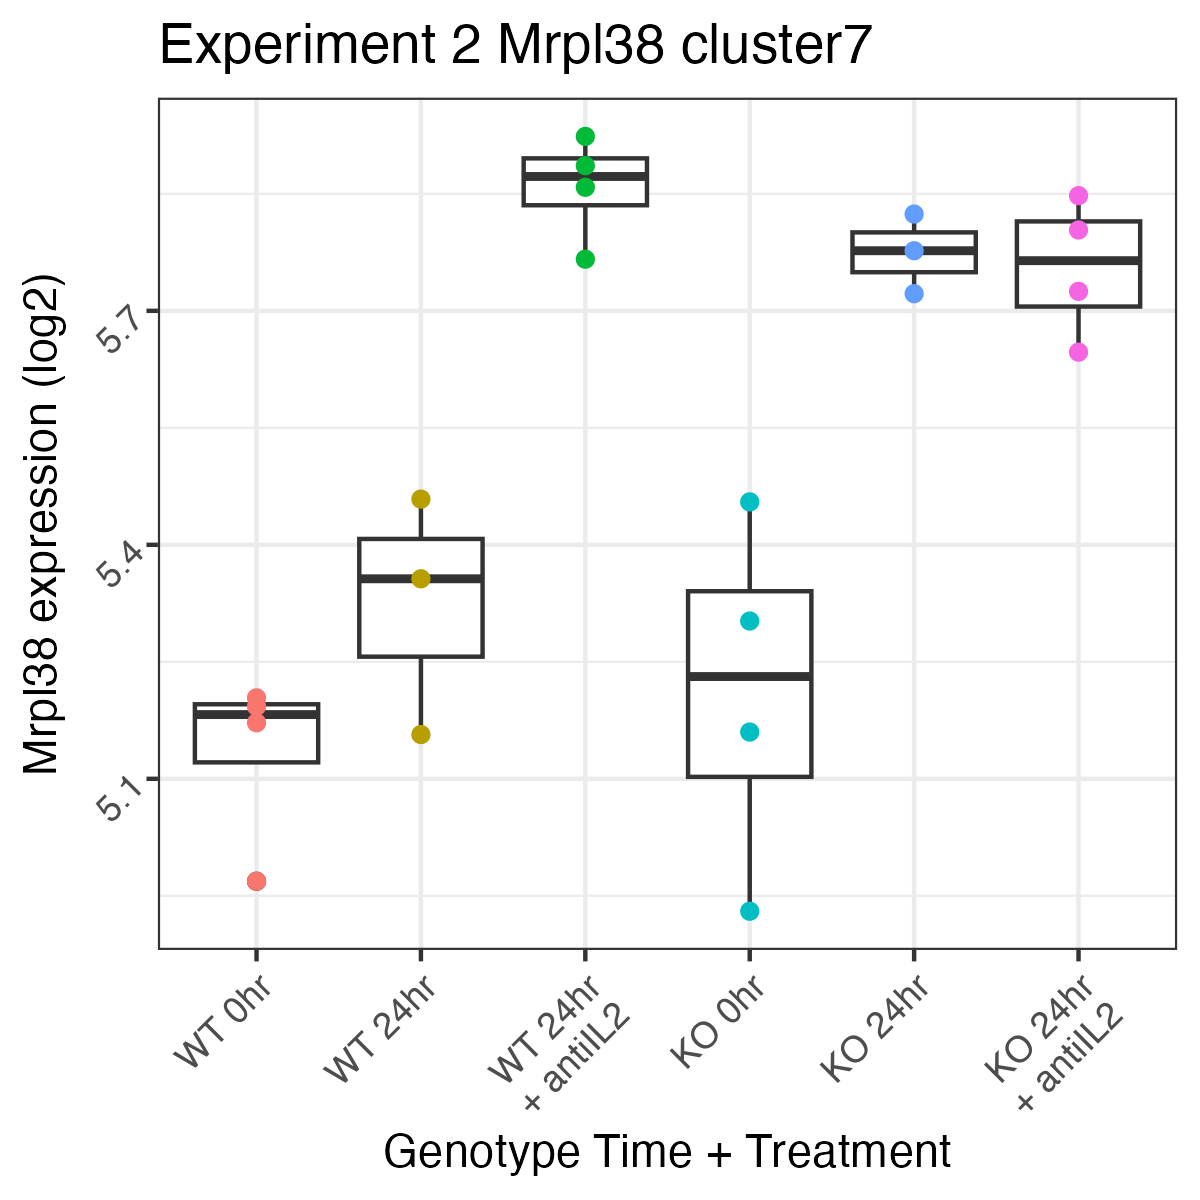 Experiment 2 Mrpl38 cluster7
Mrpl38 expression (log2)
5.7
5.4
5.1
WT 0hr
WT 24hr
WT 24hr
+ antiIL2
KO 0hr
KO 24hr
KO 24hr
+ antiIL2
Genotype Time + Treatment